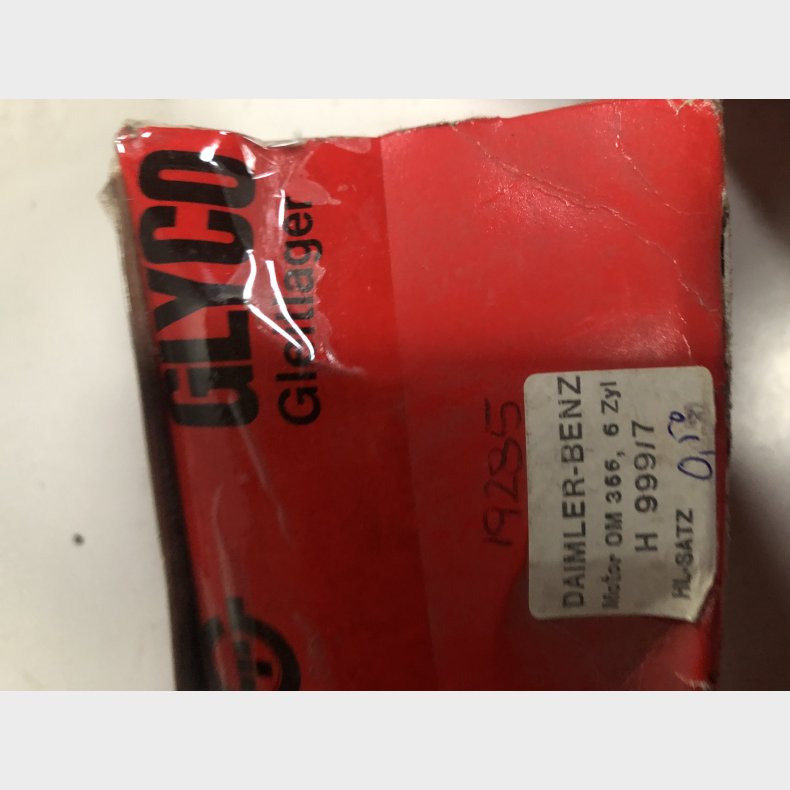 GLYCO
Gleitlager
19285
DAIMLER-BENZ
Motor OM 366, 6 Zyl
H 999/7
HL-SATZ 0,50